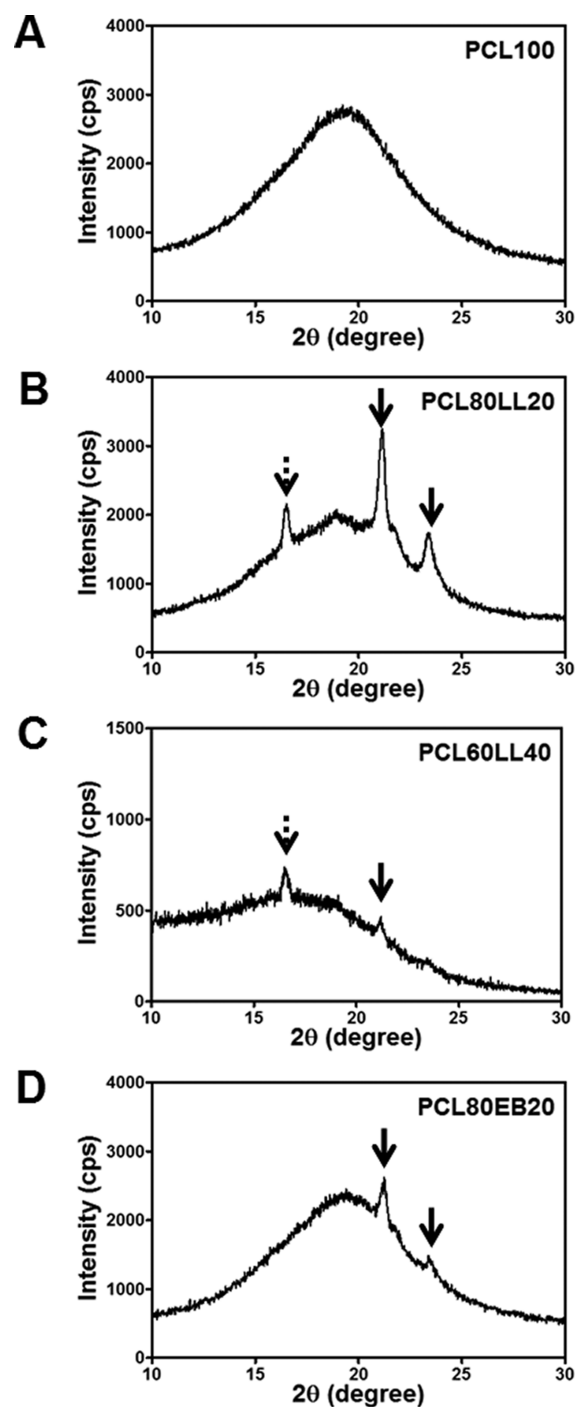 A
PCL100
Intensity (cps)
4000
3000
2000
1000
0
10 15 20 25 30
2θ (degree)
B
PCL80LL20
Intensity (cps)
4000
3000
2000
1000
0
10 15 20 25 30
2θ (degree)
C
PCL60LL40
Intensity (cps)
1500
1000
500
0
10 15 20 25 30
2θ (degree)
D
PCL80EB20
Intensity (cps)
4000
3000
2000
1000
0
10 15 20 25 30
2θ (degree)